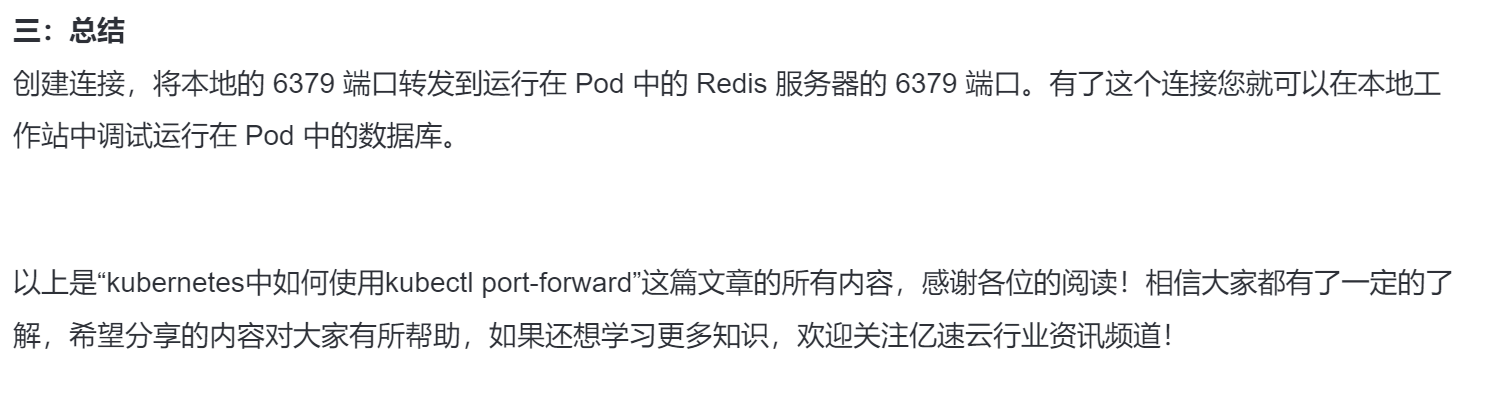 三：总结
创建连接，将本地的 6379 端口转发到运行在 Pod 中的 Redis 服务器的 6379 端口。有了这个连接您就可以在本地工
作站中调试运行在 Pod 中的数据库。
以上是“kubernetes中如何使用kubectl port-forward”这篇文章的所有内容，感谢各位的阅读！相信大家都有了一定的了
解，希望分享的内容对大家有所帮助，如果还想学习更多知识，欢迎关注亿速云行业资讯频道！